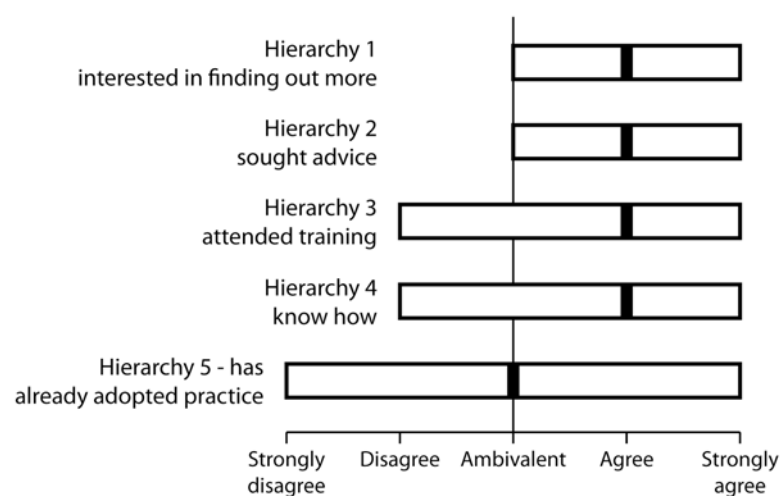 Hierarchy 1
interested in finding out more
Hierarchy 2
sought advice
Hierarchy 3
attended training
Hierarchy 4
know how
Hierarchy 5 - has
already adopted practice
Strongly
disagree
Disagree
Ambivalent
Agree
Strongly
agree